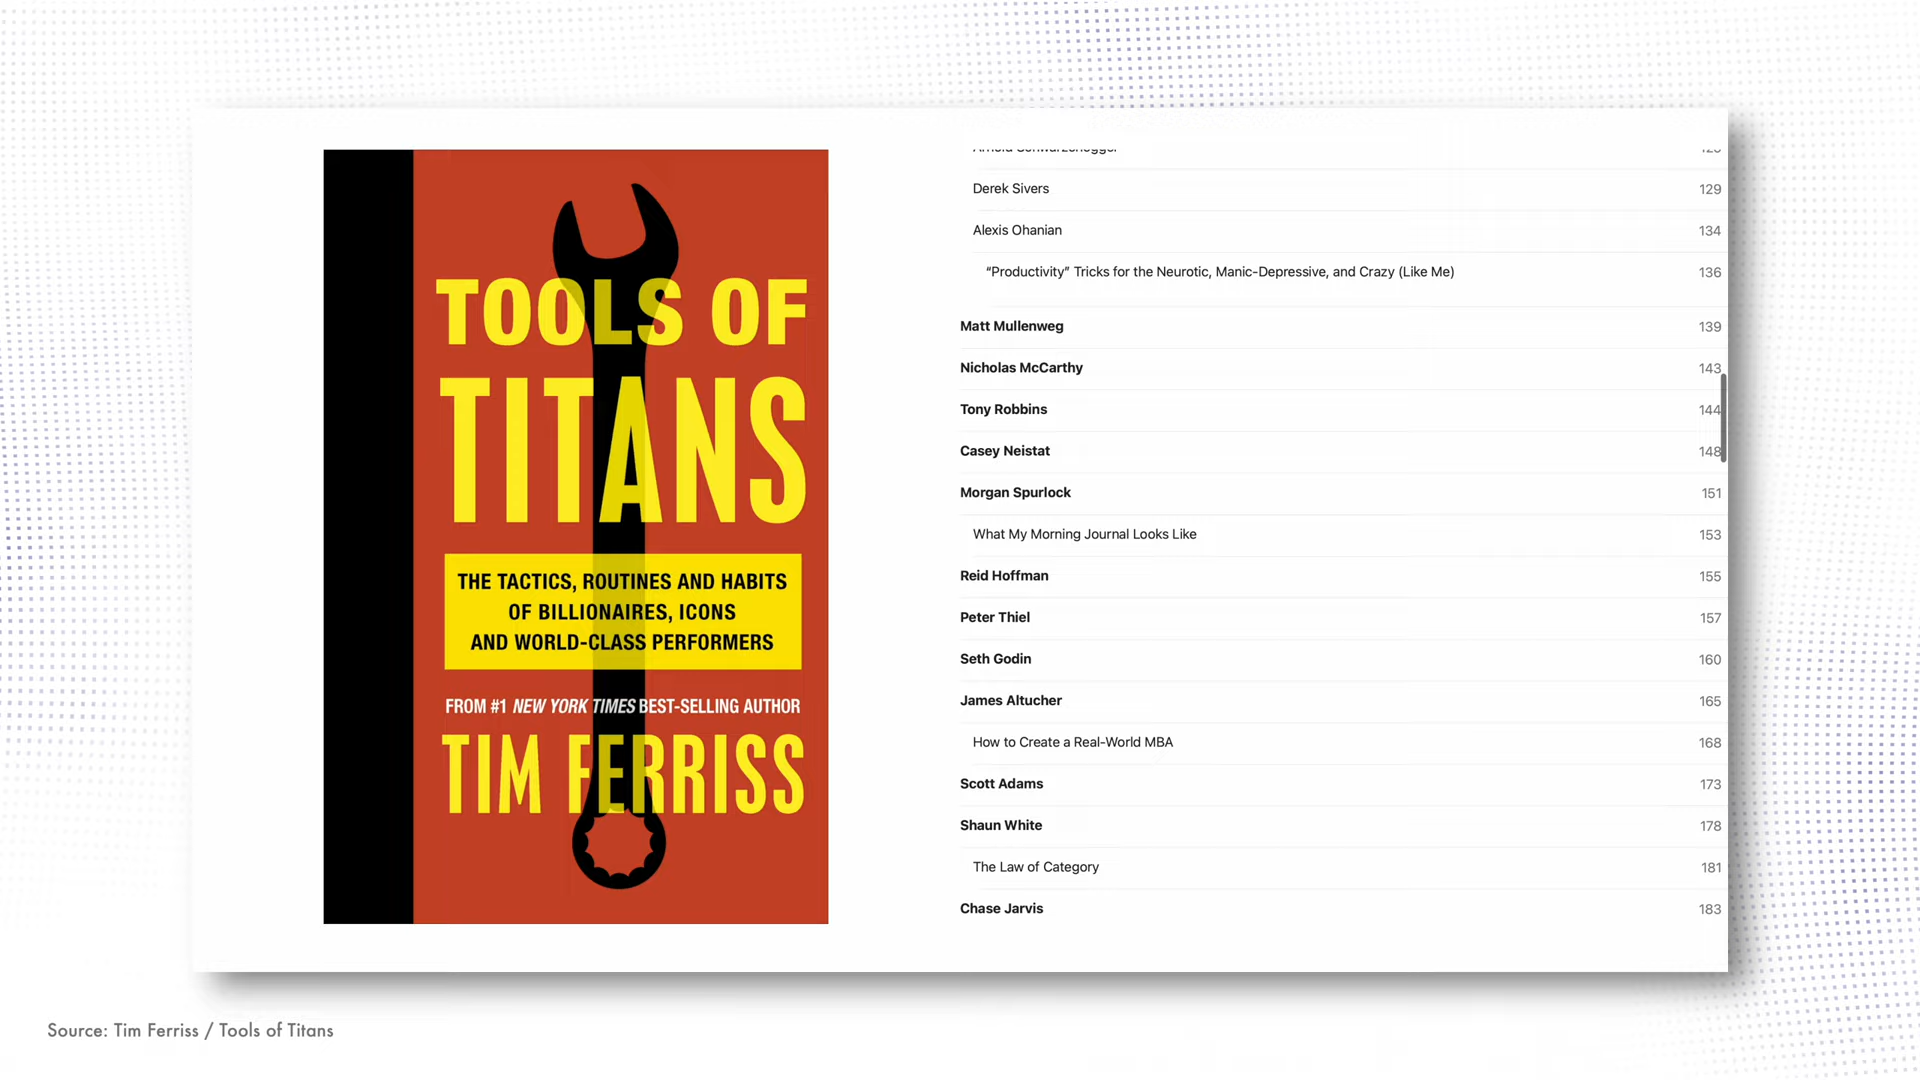 TOOLS OF
TITANS
THE TACTICS, ROUTINES AND HABITS
OF BILLIONAIRES, ICONS
AND WORLD-CLASS PERFORMERS
FROM #1 NEW YORK TIMES BEST-SELLING AUTHOR
TIM FERRISS
Arnold Schwarzenegger
Derek Sivers 129
Alexis Ohanian 134
“Productivity” Tricks for the Neurotic, Manic-Depressive, and Crazy (Like Me) 136
Matt Mullenweg 139
Nicholas McCarthy 143
Tony Robbins 144
Casey Neistat 148
Morgan Spurlock 151
What My Morning Journal Looks Like 153
Reid Hoffman 155
Peter Thiel 157
Seth Godin 160
James Altucher 165
How to Create a Real-World MBA 168
Scott Adams 173
Shaun White 178
The Law of Category 181
Chase Jarvis 183
Source: Tim Ferriss / Tools of Titans